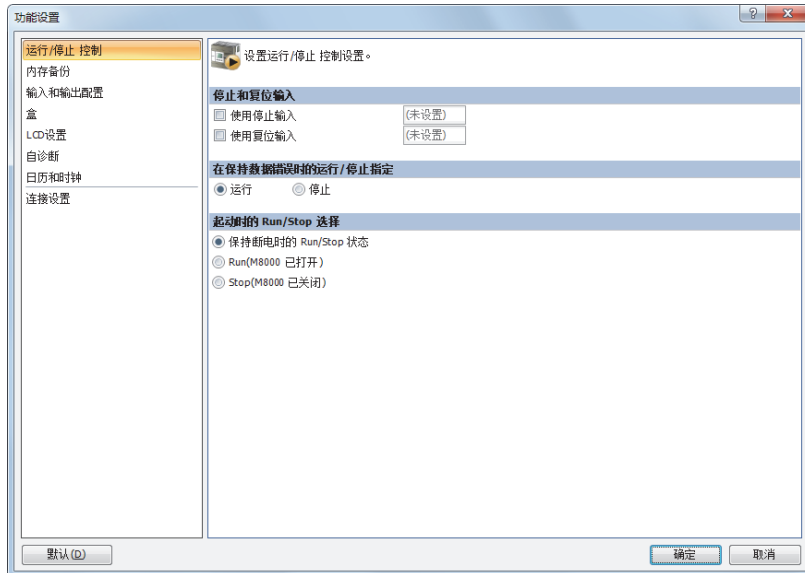 功能设置
运行/停止 控制
内存备份
输入和输出配置
盒
LCD设置
自诊断
日历和时钟
连接设置
设置运行/停止 控制设置。
停止和复位输入
使用停止输入 (未设置)
使用复位输入 (未设置)
在保持数据错误时的运行/停止指定
运行 停止
起动时的 Run/Stop 选择
保持断电时的 Run/Stop 状态
Run(M8000 已打开)
Stop(M8000 已关闭)
默认(D) 确定 取消